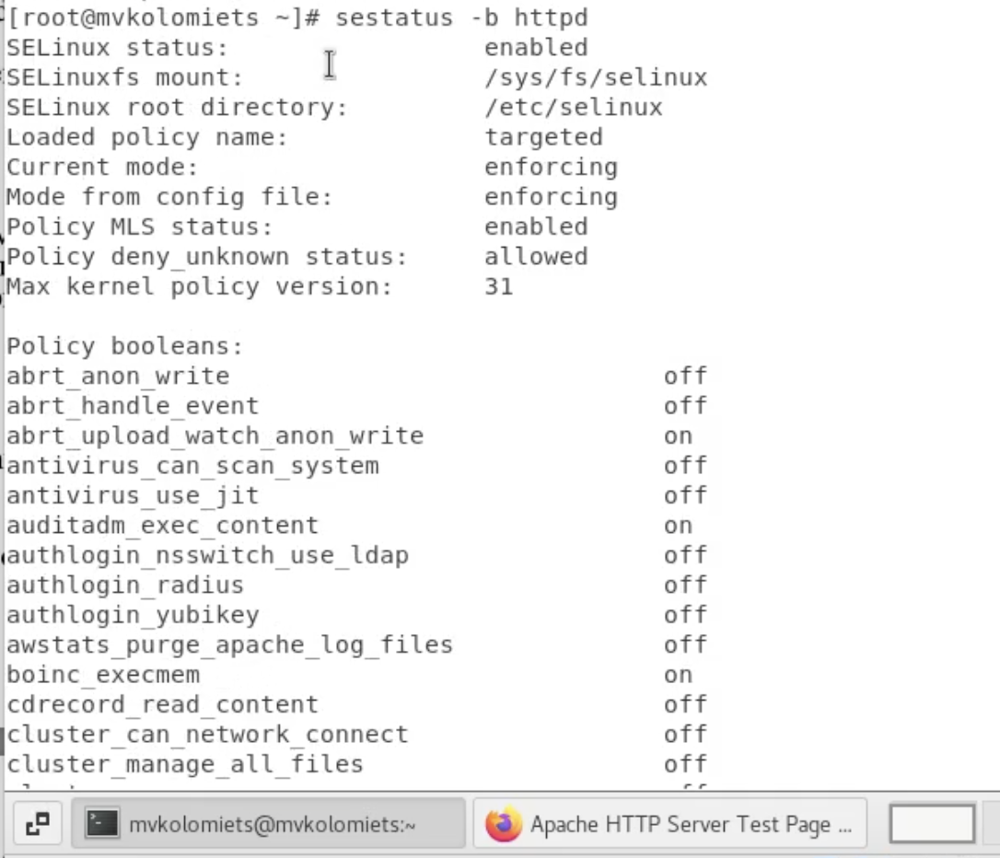 [root@mvkolomiets ~]# sestatus -b httpd
SELinux status:                 enabled
SELinuxfs mount:                /sys/fs/selinux
SELinux root directory:         /etc/selinux
Loaded policy name:             targeted
Current mode:                   enforcing
Mode from config file:          enforcing
Policy MLS status:              enabled
Policy deny_unknown status:     allowed
Max kernel policy version:      31

Policy booleans:
abrt_anon_write                             off
abrt_handle_event                           off
abrt_upload_watch_anon_write                on
antivirus_can_scan_system                   off
antivirus_use_jit                           off
auditadm_exec_content                       on
authlogin_nsswitch_use_ldap                 off
authlogin_radius                            off
authlogin_yubikey                           off
awstats_purge_apache_log_files              off
boinc_execmem                               on
cdrecord_read_content                       off
cluster_can_network_connect                 off
cluster_manage_all_files                    off
mvkolomiets@mvkolomiets:~
Apache HTTP Server Test Page ...